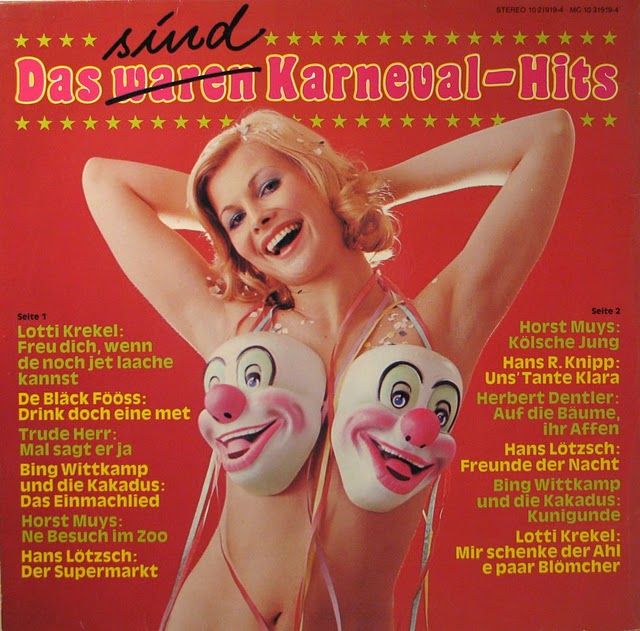 STEREO 10 21919-4 MC 10 31919-4
sind
Das waren Karneval-Hits
Seite 1
Lotti Krekel:
Freu dich, wenn
de noch jet laache
kannst
De Bläck Fööss:
Drink doch eine met
Trude Herr:
Mal sagt er ja
Bing Wittkamp
und die Kakadus:
Das Einmachlied
Horst Muys:
Ne Besuch im Zoo
Hans Lötzsch:
Der Supermarkt
Seite 2
Horst Muys:
Kölsche Jung
Hans R. Knipp:
Uns' Tante Klara
Herbert Dentler:
Auf die Bäume,
ihr Affen
Hans Lötzsch:
Freunde der Nacht
Bing Wittkamp
und die Kakadus:
Kunigunde
Lotti Krekel:
Mir schenke der Ahl
e paar Blömcher